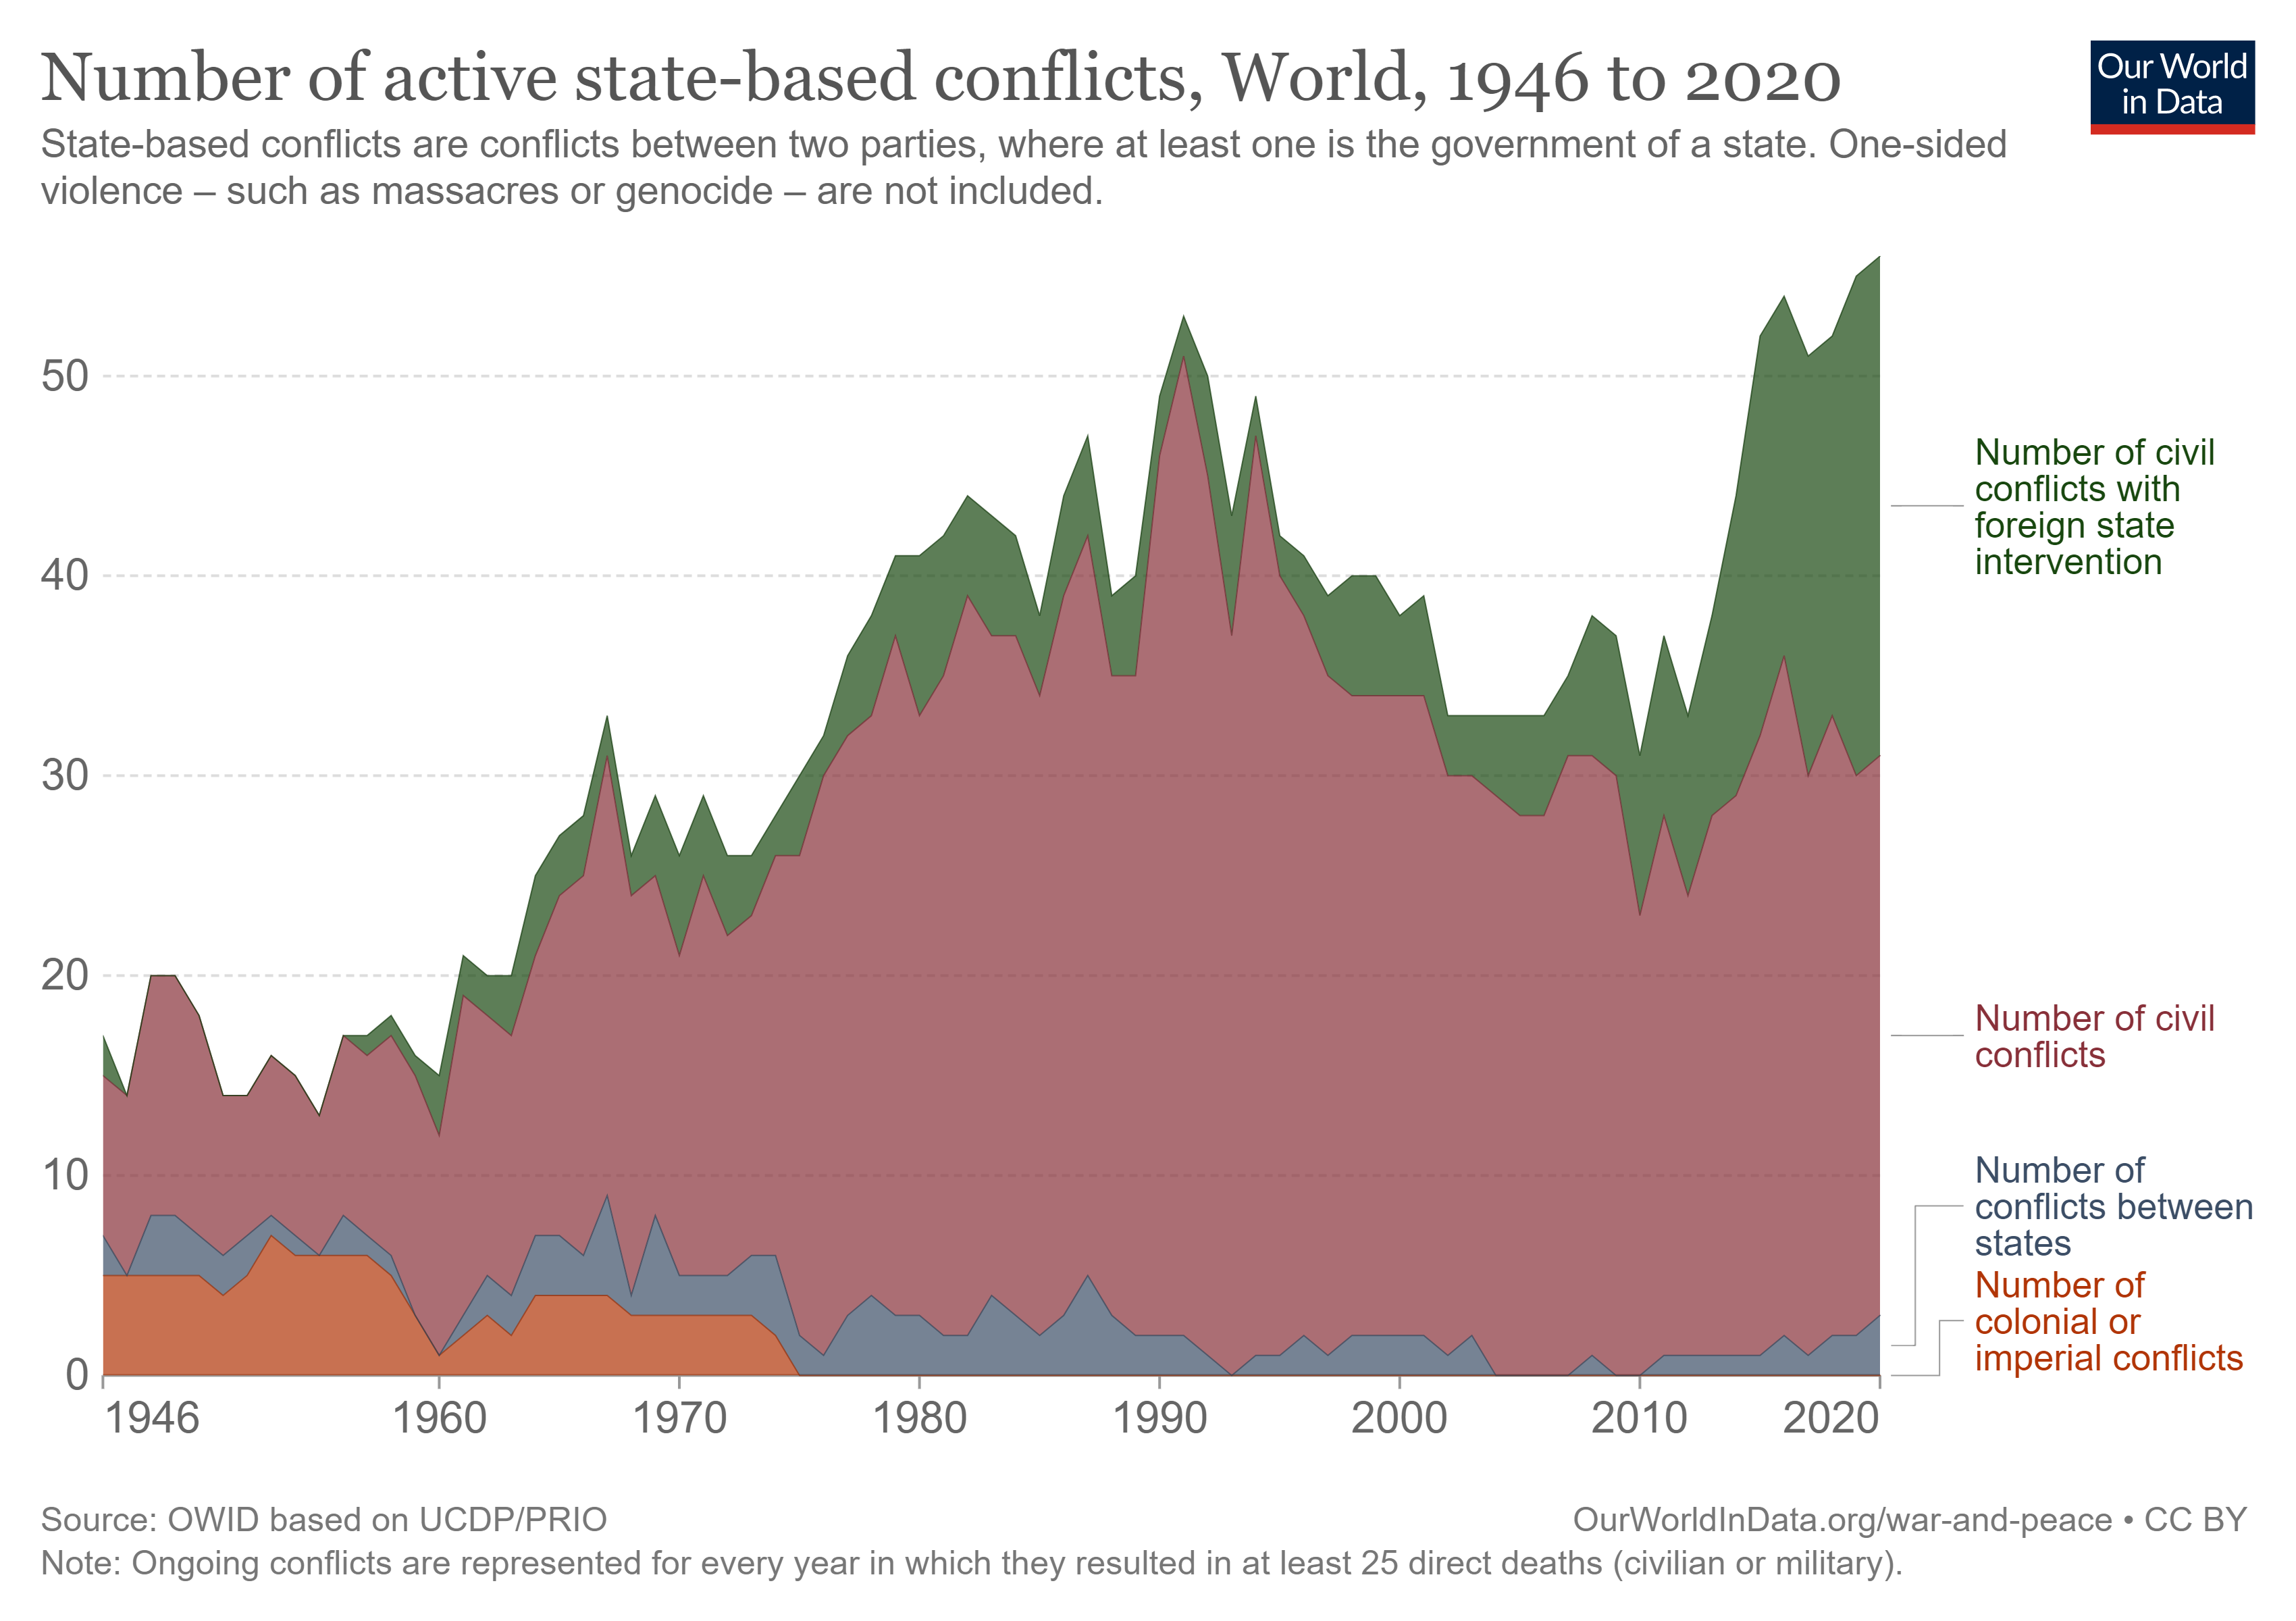 Number of active state-based conflicts, World, 1946 to 2020
Our World
in Data
State-based conflicts are conflicts between two parties, where at least one is the government of a state. One-sided
violence – such as massacres or genocide – are not included.
50
40
30
20
10
0
Number of civil
conflicts with
foreign state
intervention
Number of civil
conflicts
Number of
conflicts between
states
Number of
colonial or
imperial conflicts
1946 1960 1970 1980 1990 2000 2010 2020
Source: OWID based on UCDP/PRIO
OurWorldInData.org/war-and-peace • CC BY
Note: Ongoing conflicts are represented for every year in which they resulted in at least 25 direct deaths (civilian or military).